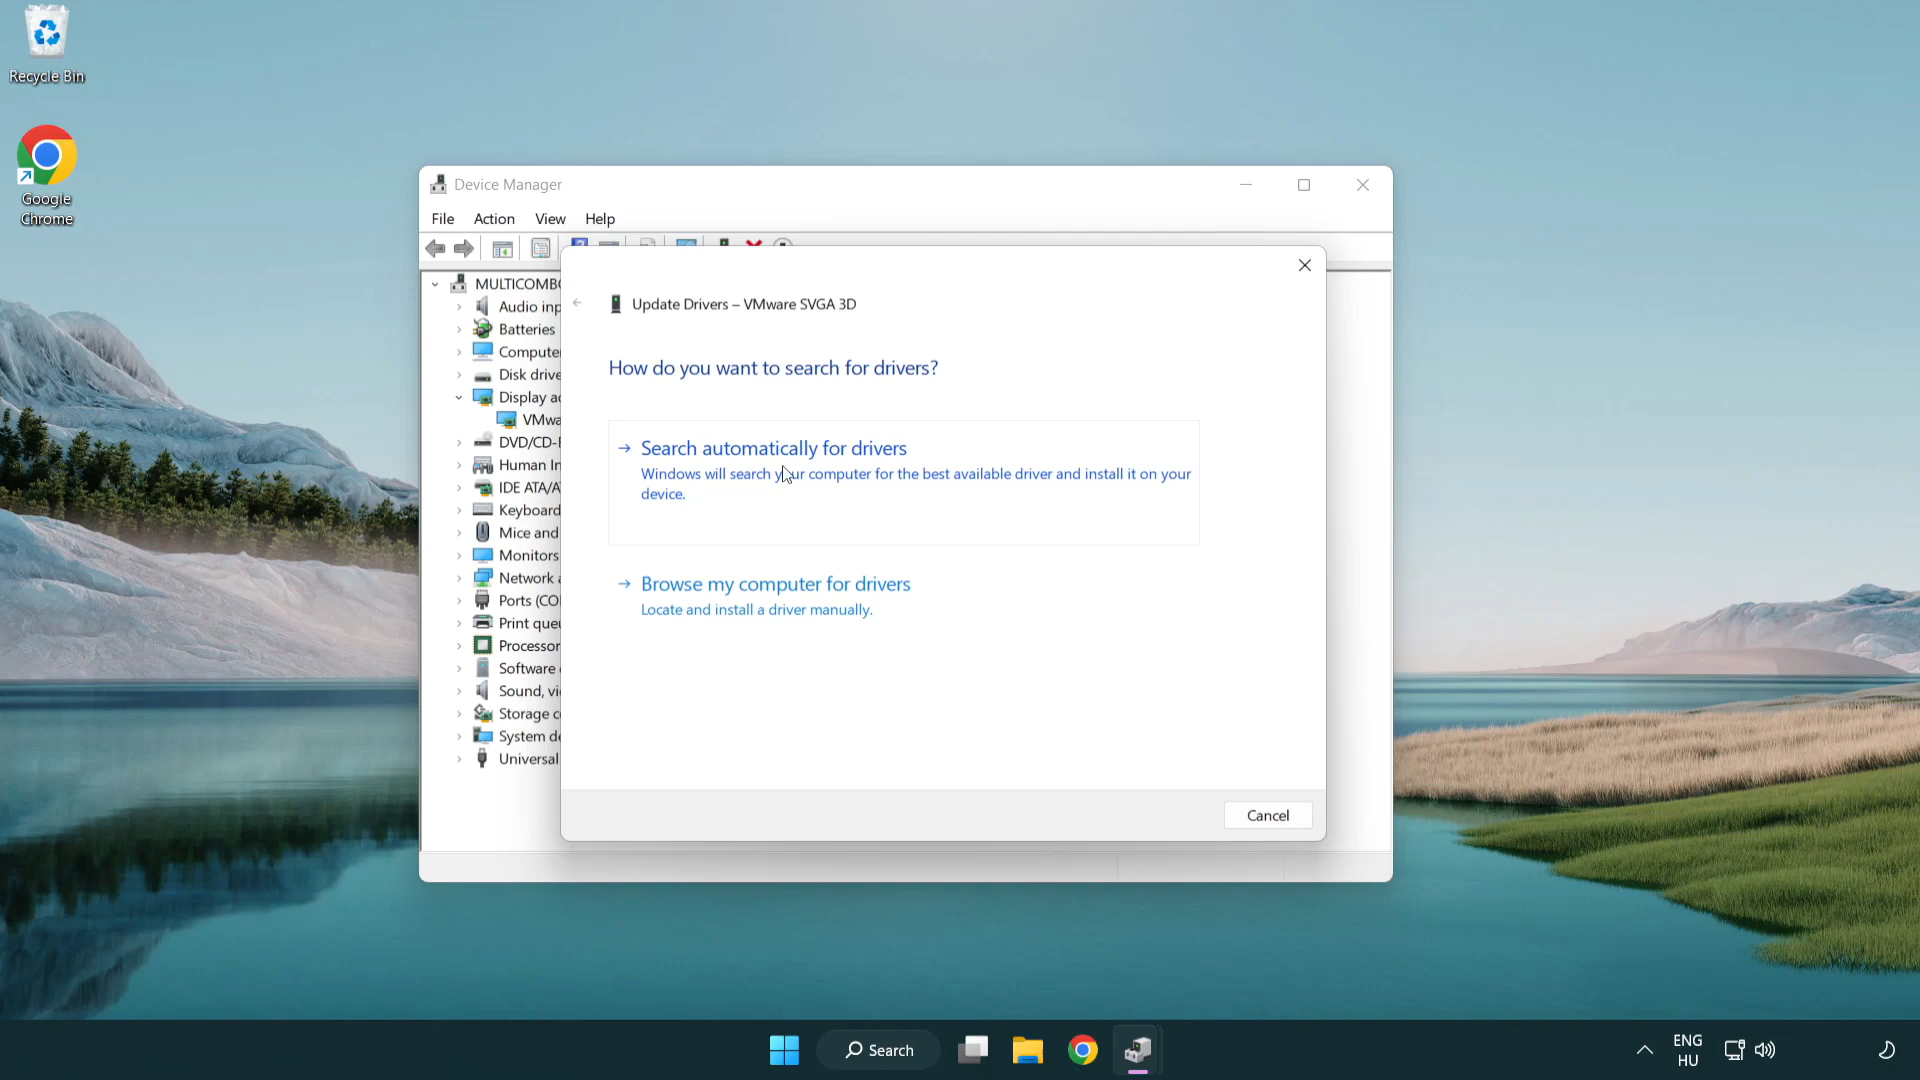 Recycle Bin
Google
Chrome
Device Manager
File Action View Help
Update Drivers – VMware SVGA 3D
How do you want to search for drivers?
Search automatically for drivers
Windows will search your computer for the best available driver and install it on your
device.
Browse my computer for drivers
Locate and install a driver manually.
Cancel
MULTICOMBO
Audio inp
Batteries
Compute
Disk drive
Display a
VMwa
DVD/CD-R
Human In
IDE ATA/A
Keyboard
Mice and
Monitors
Network a
Ports (CO
Print que
Processor
Software
Sound, vi
Storage c
System de
Universal
Search
ENG
HU